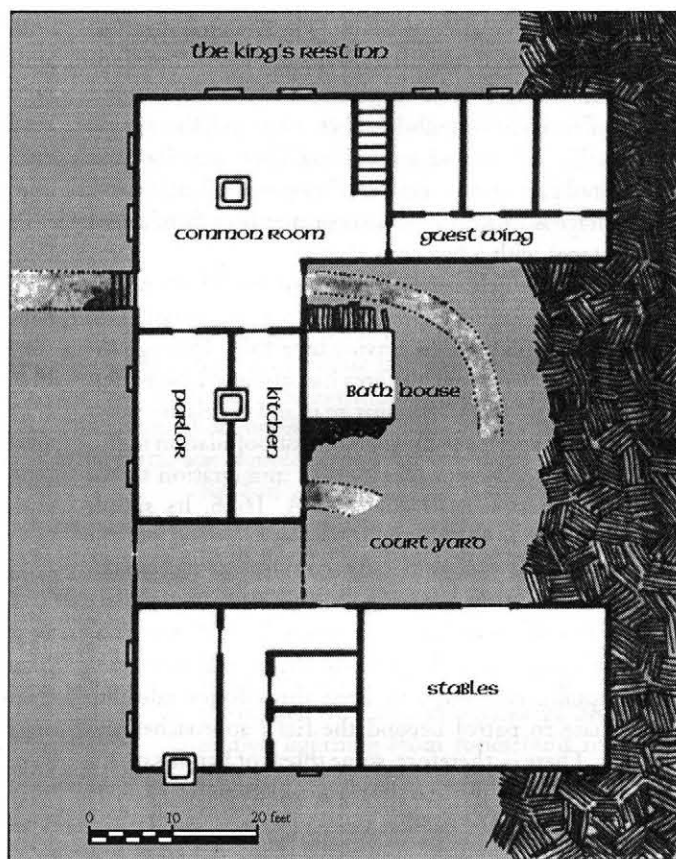 the king's rest inn
common room
guest wing
parlor
kitchen
Bath house
court yard
stables
0 10 20 feet